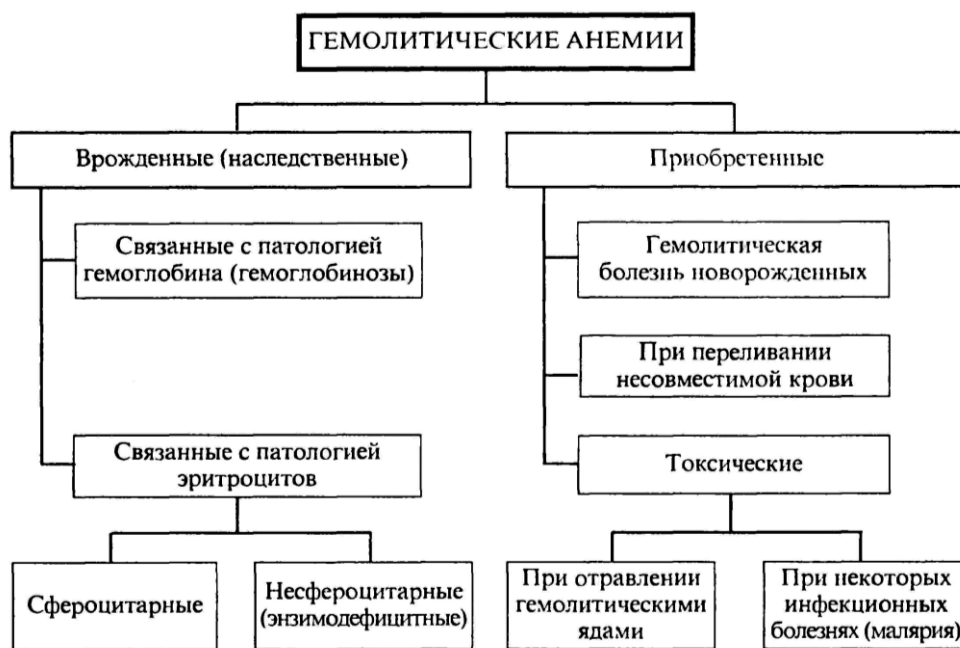 ГЕМОЛИТИЧЕСКИЕ АНЕМИИ
Врожденные (наследственные)
Приобретенные
Связанные с патологией
гемоглобина (гемоглобинозы)
Гемолитическая
болезнь новорожденных
При переливании
несовместимой крови
Связанные с патологией
эритроцитов
Токсические
Сфероцитарные
Несфероцитарные
(энзимодефицитные)
При отравлении
гемолитическими
ядами
При некоторых
инфекционных
болезнях (малярия)